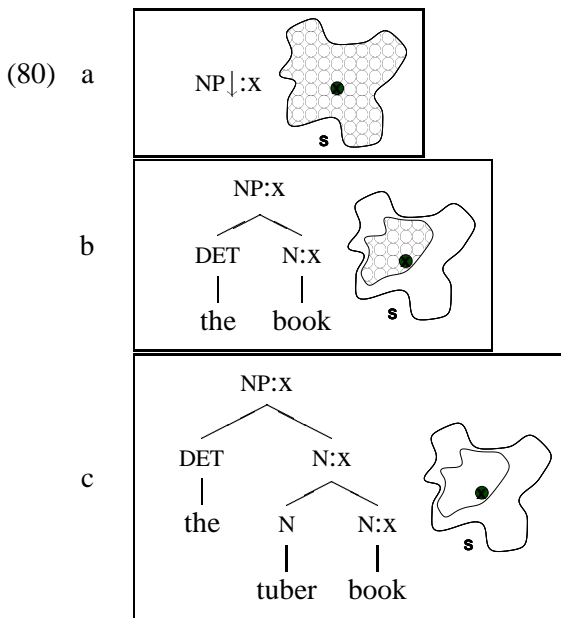 (80) a
NP↓:x
x
s
b
NP:x
DET N:x
the book
x
s
c
NP:x
DET N:x
the N N:x
tuber book
x
s